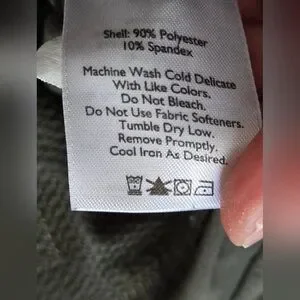 Shell: 90% Polyester
10% Spandex
Machine Wash Cold Delicate
With Like Colors.
Do Not Bleach.
Do Not Use Fabric Softeners.
Tumble Dry Low.
Remove Promptly.
Cool Iron As Desired.